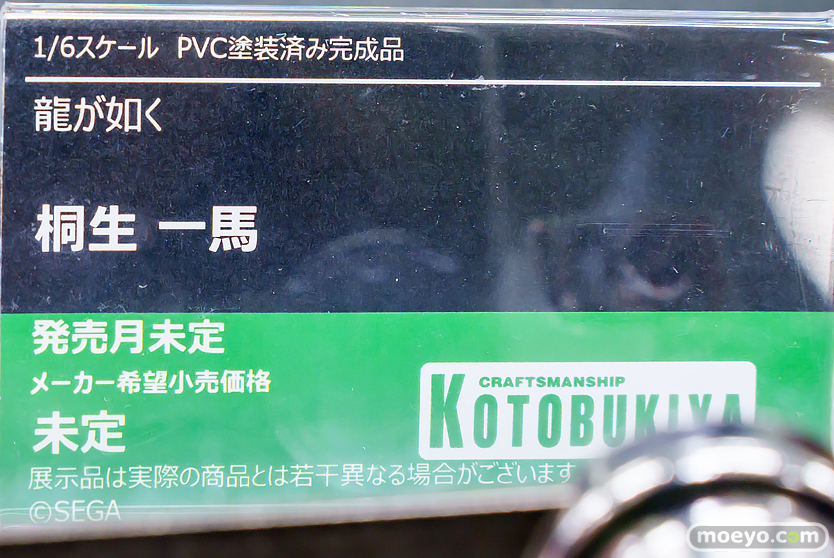 1/6スケール PVC塗装済み完成品
龍が如く
桐生 一馬
発売月未定
メーカー希望小売価格
未定
CRAFTSMANSHIP
KOTOBUKIYA
展示品は実際の商品とは若干異なる場合がございます
©SEGA
moeyo.com